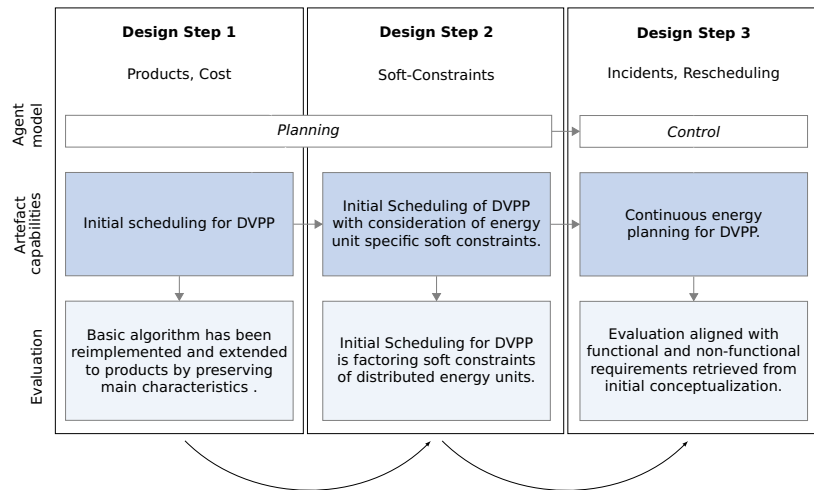 Design Step 1
Design Step 2
Design Step 3
Products, Cost
Soft-Constraints
Incidents, Rescheduling
Agent
model
Planning
Control
Artefact
capabilities
Initial scheduling for DVPP
Initial Scheduling of DVPP
with consideration of energy
unit specific soft constraints.
Continuous energy
planning for DVPP.
Evaluation
Basic algorithm has been
reimplemented and extended
to products by preserving
main characteristics .
Initial Scheduling for DVPP
is factoring soft constraints
of distributed energy units.
Evaluation aligned with
functional and non-functional
requirements retrieved from
initial conceptualization.